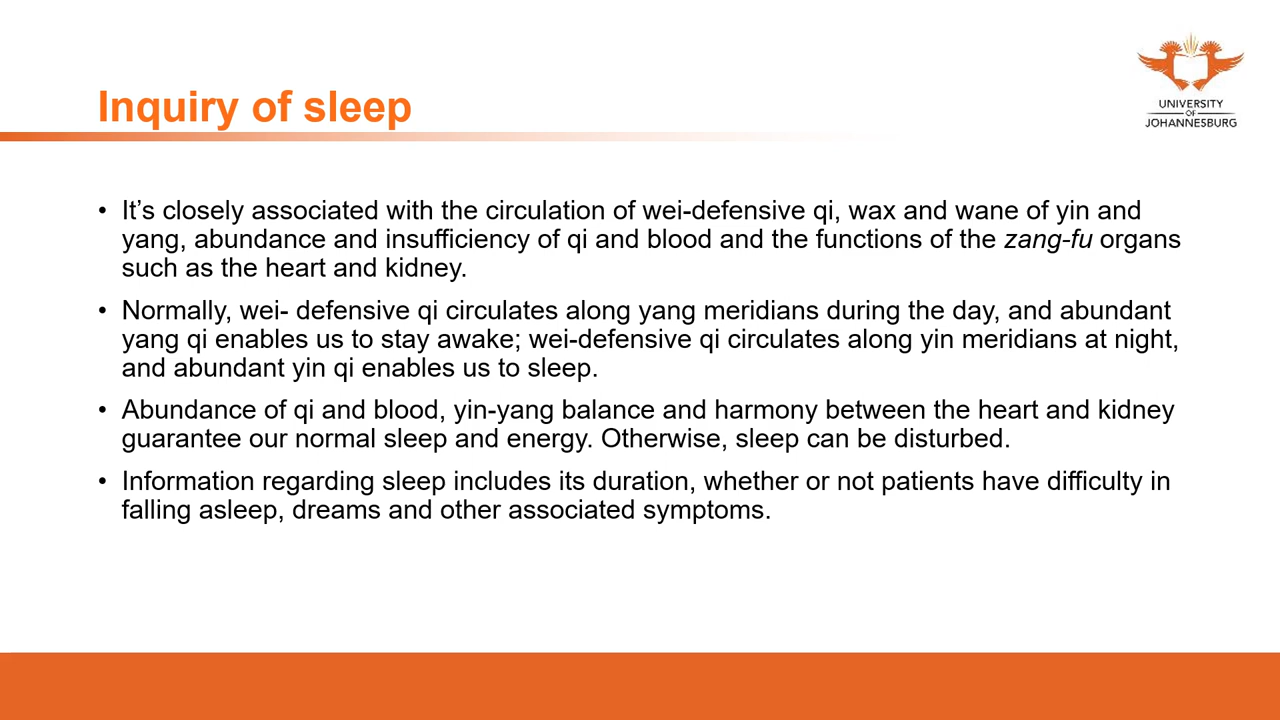 Inquiry of sleep
UNIVERSITY
OF
JOHANNESBURG
• It’s closely associated with the circulation of wei-defensive qi, wax and wane of yin and
yang, abundance and insufficiency of qi and blood and the functions of the zang-fu organs
such as the heart and kidney.
• Normally, wei- defensive qi circulates along yang meridians during the day, and abundant
yang qi enables us to stay awake; wei-defensive qi circulates along yin meridians at night,
and abundant yin qi enables us to sleep.
• Abundance of qi and blood, yin-yang balance and harmony between the heart and kidney
guarantee our normal sleep and energy. Otherwise, sleep can be disturbed.
• Information regarding sleep includes its duration, whether or not patients have difficulty in
falling asleep, dreams and other associated symptoms.